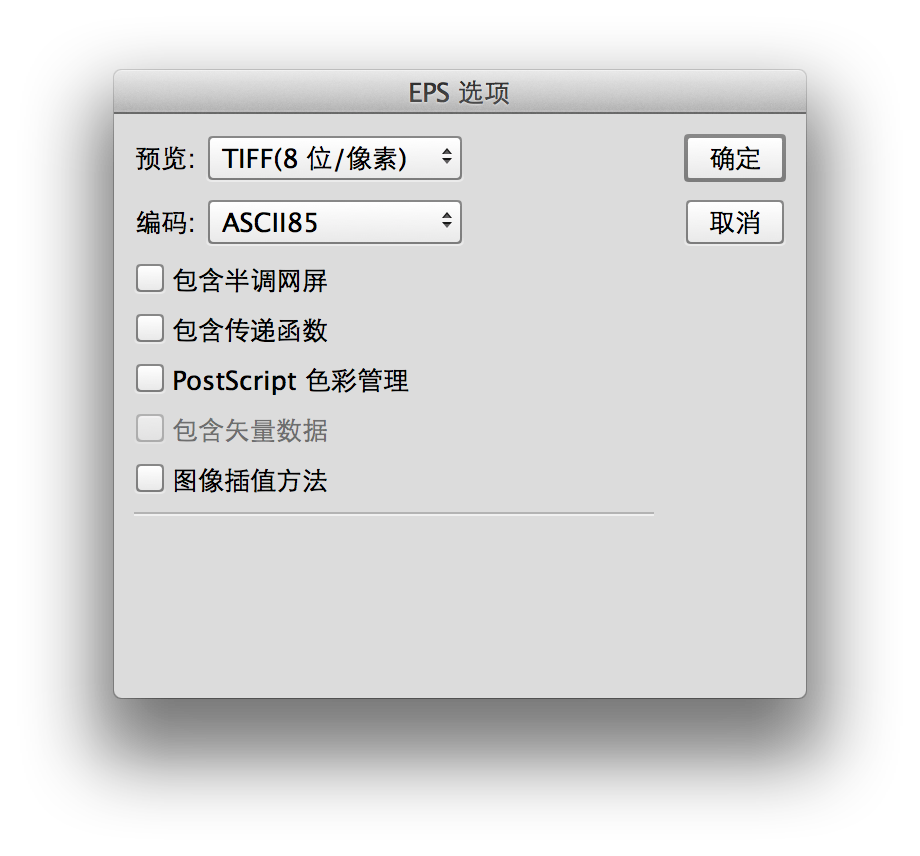 EPS 选项
预览: TIFF(8 位/像素) 确定
编码: ASCII85 取消
包含半调网屏
包含传递函数
PostScript 色彩管理
包含矢量数据
图像插值方法